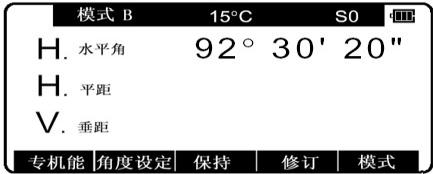 模式 B 15°C S0
H. 水平角 92° 30' 20"
H. 平距
V. 垂距
专机能 角度设定 保持 修订 模式